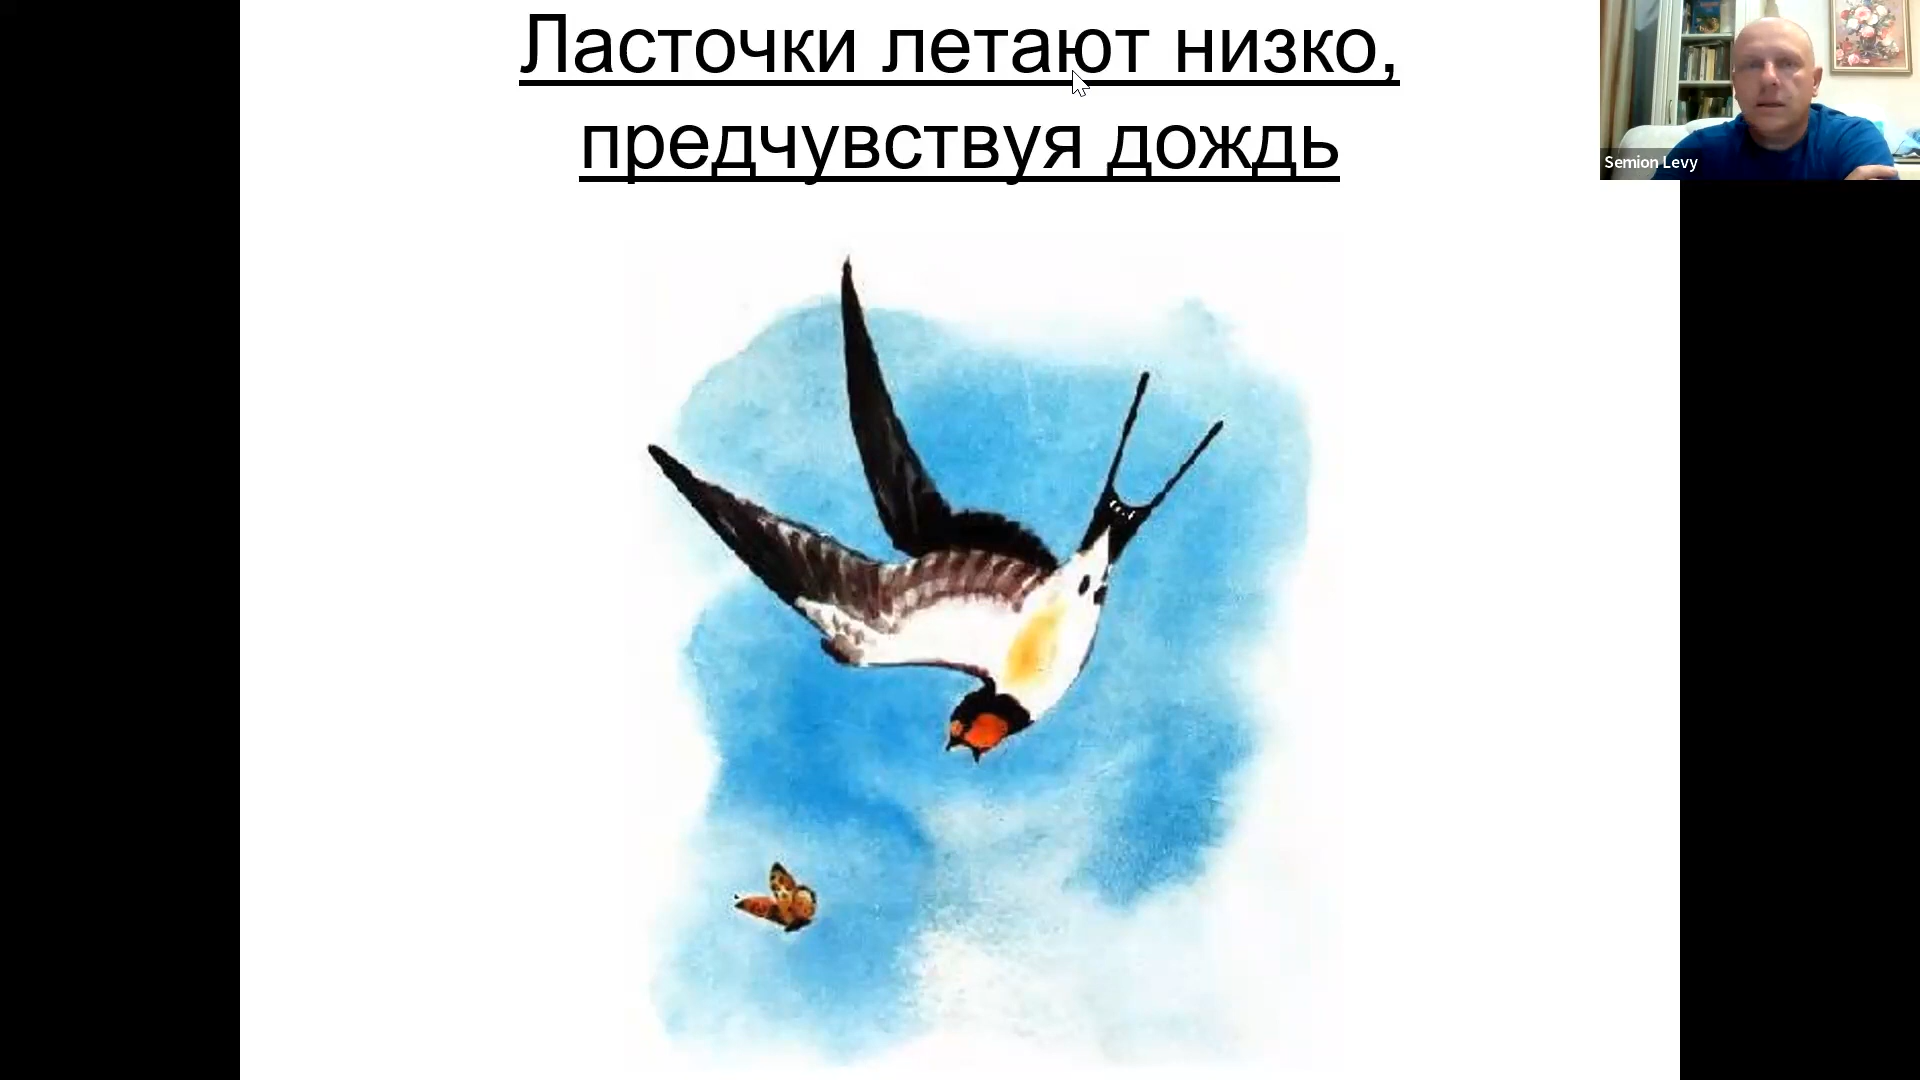 Ласточки летают низко,
предчувствуя дождь
Semion Levy